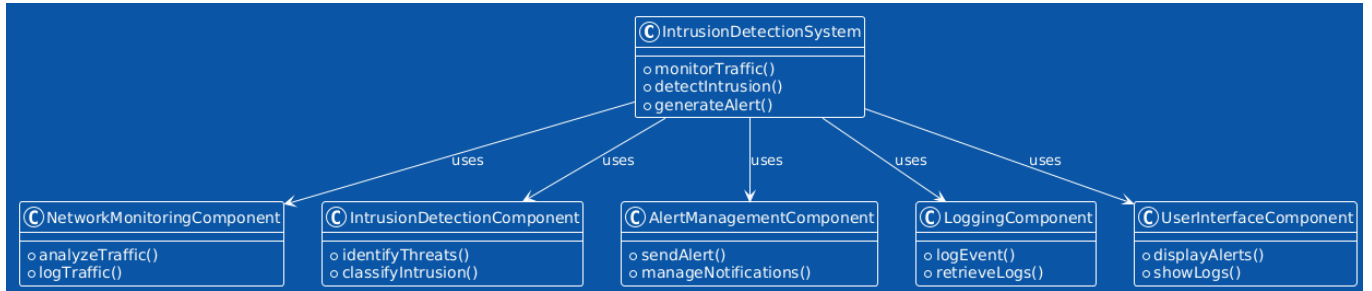 C IntrusionDetectionSystem
monitorTraffic()
detectIntrusion()
generateAlert()
uses
uses
uses
uses
uses
C NetworkMonitoringComponent
analyzeTraffic()
logTraffic()
C IntrusionDetectionComponent
identifyThreats()
classifyIntrusion()
C AlertManagementComponent
sendAlert()
manageNotifications()
C LoggingComponent
logEvent()
retrieveLogs()
C UserInterfaceComponent
displayAlerts()
showLogs()